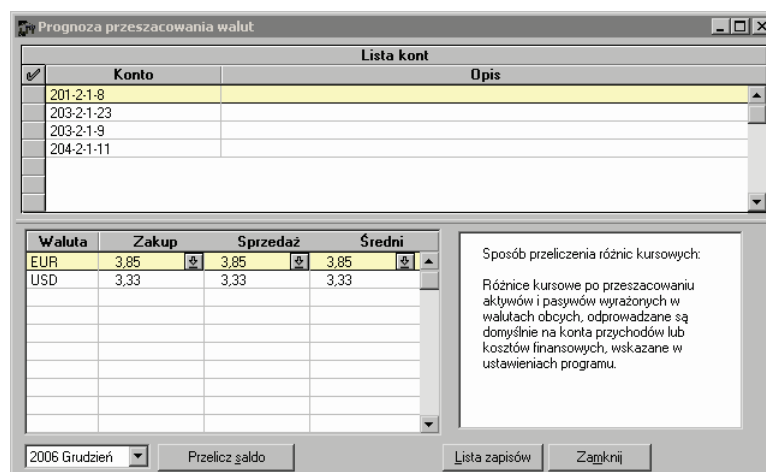 Prognoza przeszacowania walut
Lista kont
Konto Opis
201-2-1-8
203-2-1-23
203-2-1-9
204-2-1-11
Waluta Zakup Sprzedaż Średni
EUR 3,85 3,85 3,85
USD 3,33 3,33 3,33
Sposób przeliczenia różnic kursowych:
Różnice kursowe po przeszacowaniu
aktywów i pasywów wyrażonych w
walutach obcych, odprowadzane są
domyślnie na konta przychodów lub
kosztów finansowych, wskazane w
ustawieniach programu.
2006 Grudzień Przelicz saldo Lista zapisów Zamknij